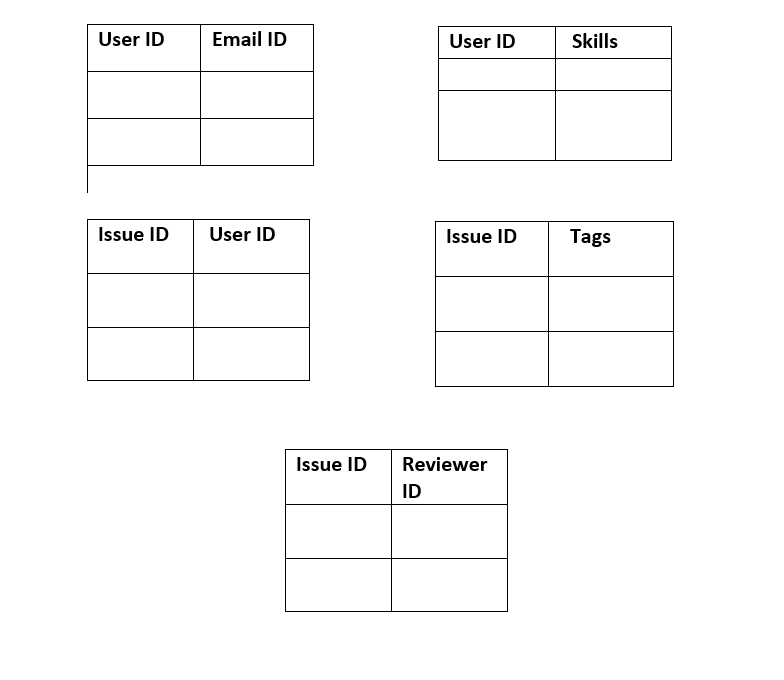 User ID Email ID
User ID Skills
Issue ID User ID
Issue ID Tags
Issue ID Reviewer
ID